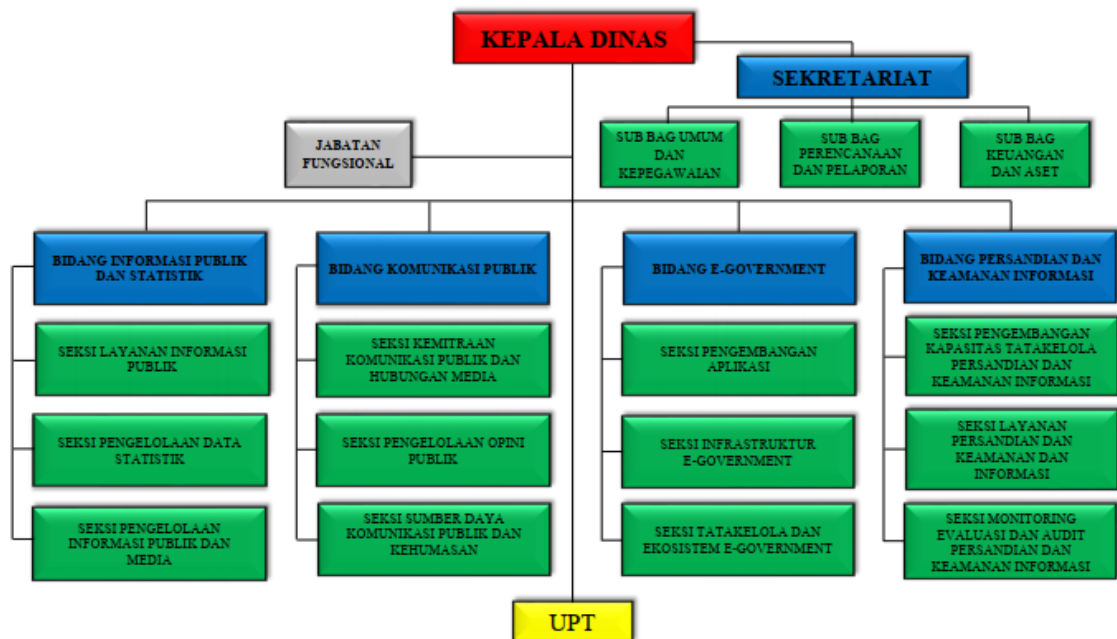 KEPALA DINAS
SEKRETARIAT
JABATAN
FUNGSIONAL
SUB BAG UMUM
DAN
KEPEGAWAIAN
SUB BAG
PERENCANAAN
DAN PELAPORAN
SUB BAG
KEUANGAN
DAN ASET
BIDANG INFORMASI PUBLIK
DAN STATISTIK
BIDANG KOMUNIKASI PUBLIK
BIDANG E-GOVERNMENT
BIDANG PERSANDIAN DAN
KEAMANAN INFORMASI
SEKSI LAYANAN INFORMASI
PUBLIK
SEKSI KEMITRAAN
KOMUNIKASI PUBLIK DAN
HUBUNGAN MEDIA
SEKSI PENGEMBANGAN
APLIKASI
SEKSI PENGEMBANGAN
KAPASITAS TATAKELOLA
PERSANDIAN DAN
KEAMANAN INFORMASI
SEKSI PENGELOLAAN DATA
STATISTIK
SEKSI PENGELOLAAN OPINI
PUBLIK
SEKSI INFRASTRUKTUR
E-GOVERNMENT
SEKSI LAYANAN
PERSANDIAN DAN
KEAMANAN DAN
INFORMASI
SEKSI PENGELOLAAN
INFORMASI PUBLIK DAN
MEDIA
SEKSI SUMBER DAYA
KOMUNIKASI PUBLIK DAN
KEHUMASAN
SEKSI TATAKELOLA DAN
EKOSISTEM E-GOVERNMENT
SEKSI MONITORING
EVALUASI DAN AUDIT
PERSANDIAN DAN
KEAMANAN INFORMASI
UPT